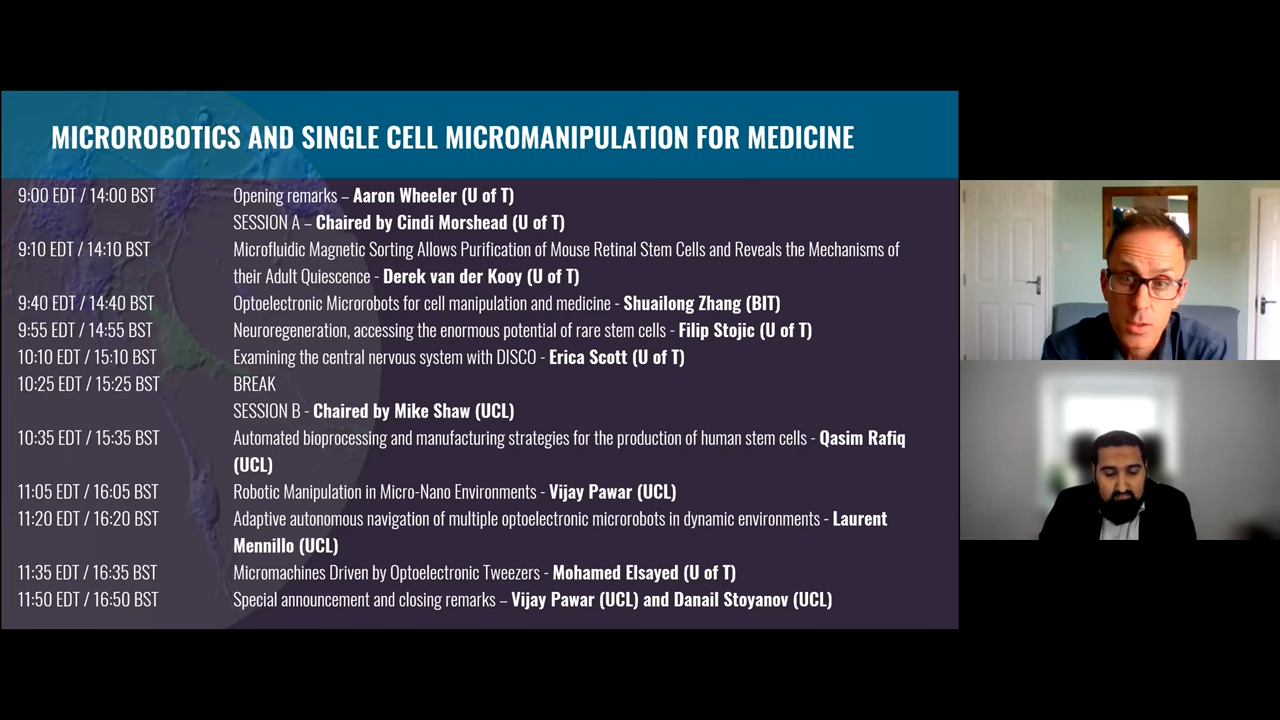 MICROROBOTICS AND SINGLE CELL MICROMANIPULATION FOR MEDICINE
9:00 EDT / 14:00 BST Opening remarks – Aaron Wheeler (U of T)
SESSION A – Chaired by Cindi Morshead (U of T)
9:10 EDT / 14:10 BST Microfluidic Magnetic Sorting Allows Purification of Mouse Retinal Stem Cells and Reveals the Mechanisms of
their Adult Quiescence - Derek van der Kooy (U of T)
9:40 EDT / 14:40 BST Optoelectronic Microrobots for cell manipulation and medicine - Shuailong Zhang (BIT)
9:55 EDT / 14:55 BST Neuroregeneration, accessing the enormous potential of rare stem cells - Filip Stojic (U of T)
10:10 EDT / 15:10 BST Examining the central nervous system with DISCO - Erica Scott (U of T)
10:25 EDT / 15:25 BST BREAK
SESSION B - Chaired by Mike Shaw (UCL)
10:35 EDT / 15:35 BST Automated bioprocessing and manufacturing strategies for the production of human stem cells - Qasim Rafiq
(UCL)
11:05 EDT / 16:05 BST Robotic Manipulation in Micro-Nano Environments - Vijay Pawar (UCL)
11:20 EDT / 16:20 BST Adaptive autonomous navigation of multiple optoelectronic microrobots in dynamic environments - Laurent
Mennillo (UCL)
11:35 EDT / 16:35 BST Micromachines Driven by Optoelectronic Tweezers - Mohamed Elsayed (U of T)
11:50 EDT / 16:50 BST Special announcement and closing remarks – Vijay Pawar (UCL) and Danail Stoyanov (UCL)